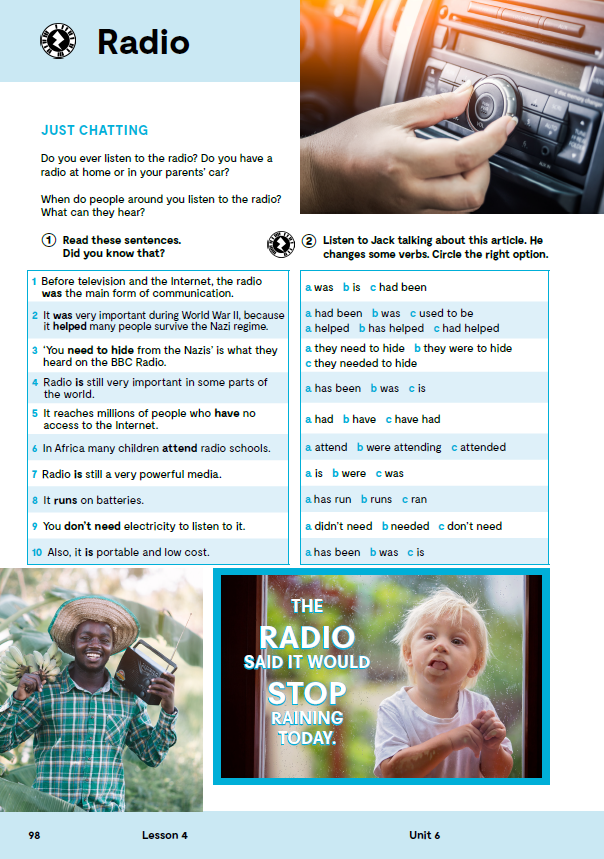 Radio
JUST CHATTING
Do you ever listen to the radio? Do you have a
radio at home or in your parents' car?
When do people around you listen to the radio?
What can they hear?
1 Read these sentences.
Did you know that?
1 Before television and the Internet, the radio
was the main form of communication.
2 It was very important during World War II, because
it helped many people survive the Nazi regime.
3 'You need to hide from the Nazis' is what they
heard on the BBC Radio.
4 Radio is still very important in some parts of
the world.
5 It reaches millions of people who have no
access to the Internet.
6 In Africa many children attend radio schools.
7 Radio is still a very powerful media.
8 It runs on batteries.
9 You don't need electricity to listen to it.
10 Also, it is portable and low cost.
2 Listen to Jack talking about this article. He
changes some verbs. Circle the right option.
a was b is c had been
a had been b was c used to be
a helped b has helped c had helped
a they need to hide b they were to hide
c they needed to hide
a has been b was c is
a had b have c have had
a attend b were attending c attended
a is b were c was
a has run b runs c ran
a didn't need b needed c don't need
a has been b was c is
THE
RADIO
SAID IT WOULD
STOP
RAINING
TODAY.
98
Lesson 4
Unit 6